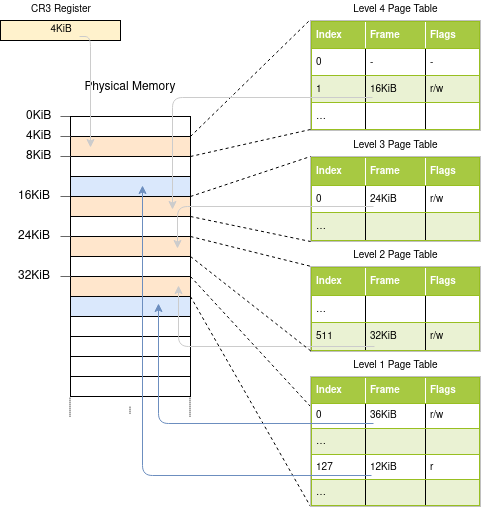 CR3 Register
4KiB
Physical Memory
0KiB
4KiB
8KiB
16KiB
24KiB
32KiB
Level 4 Page Table
Index Frame Flags
0 - -
1 16KiB r/w
...
Level 3 Page Table
Index Frame Flags
0 24KiB r/w
...
Level 2 Page Table
Index Frame Flags
...
511 32KiB r/w
Level 1 Page Table
Index Frame Flags
0 36KiB r/w
...
127 12KiB r
...